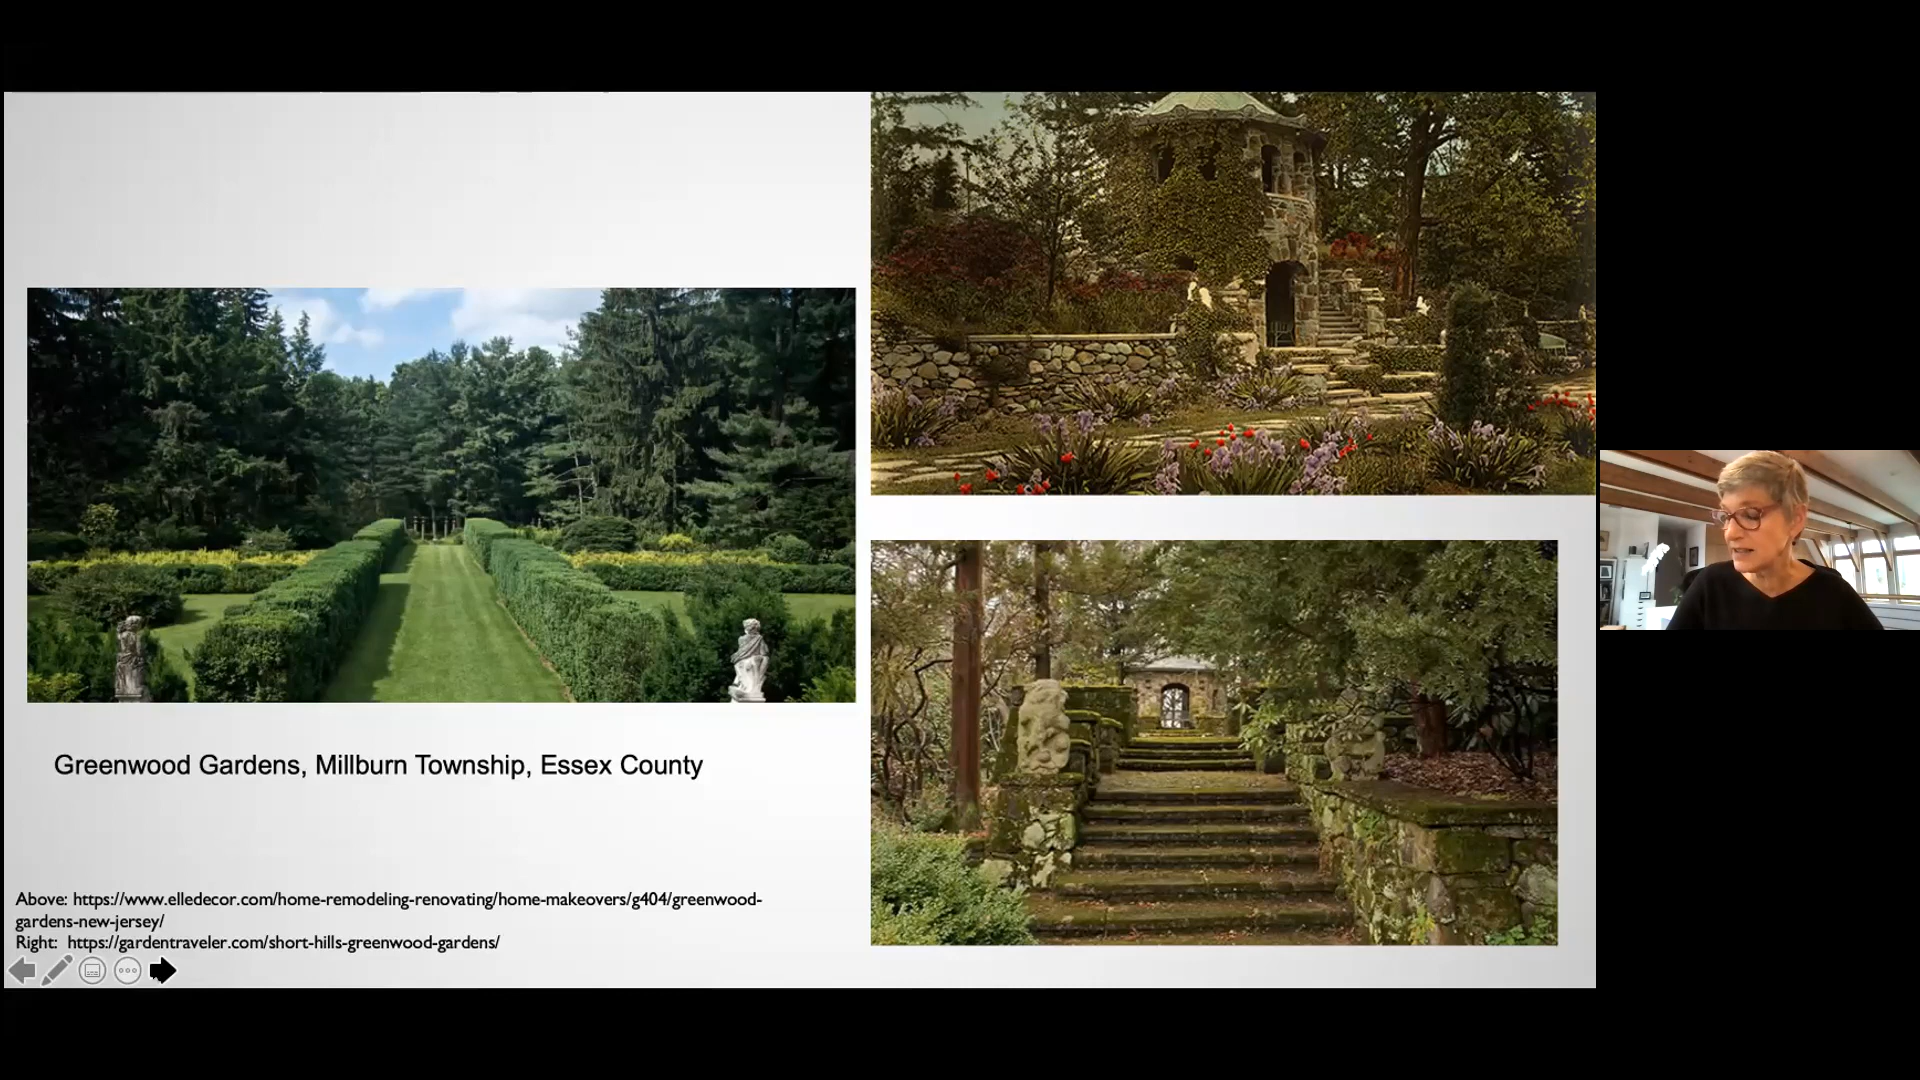 Greenwood Gardens, Millburn Township, Essex County
Above: https://www.elledecor.com/home-remodeling-renovating/home-makeovers/g404/greenwood-
gardens-new-jersey/
Right: https://gardentraveler.com/short-hills-greenwood-gardens/